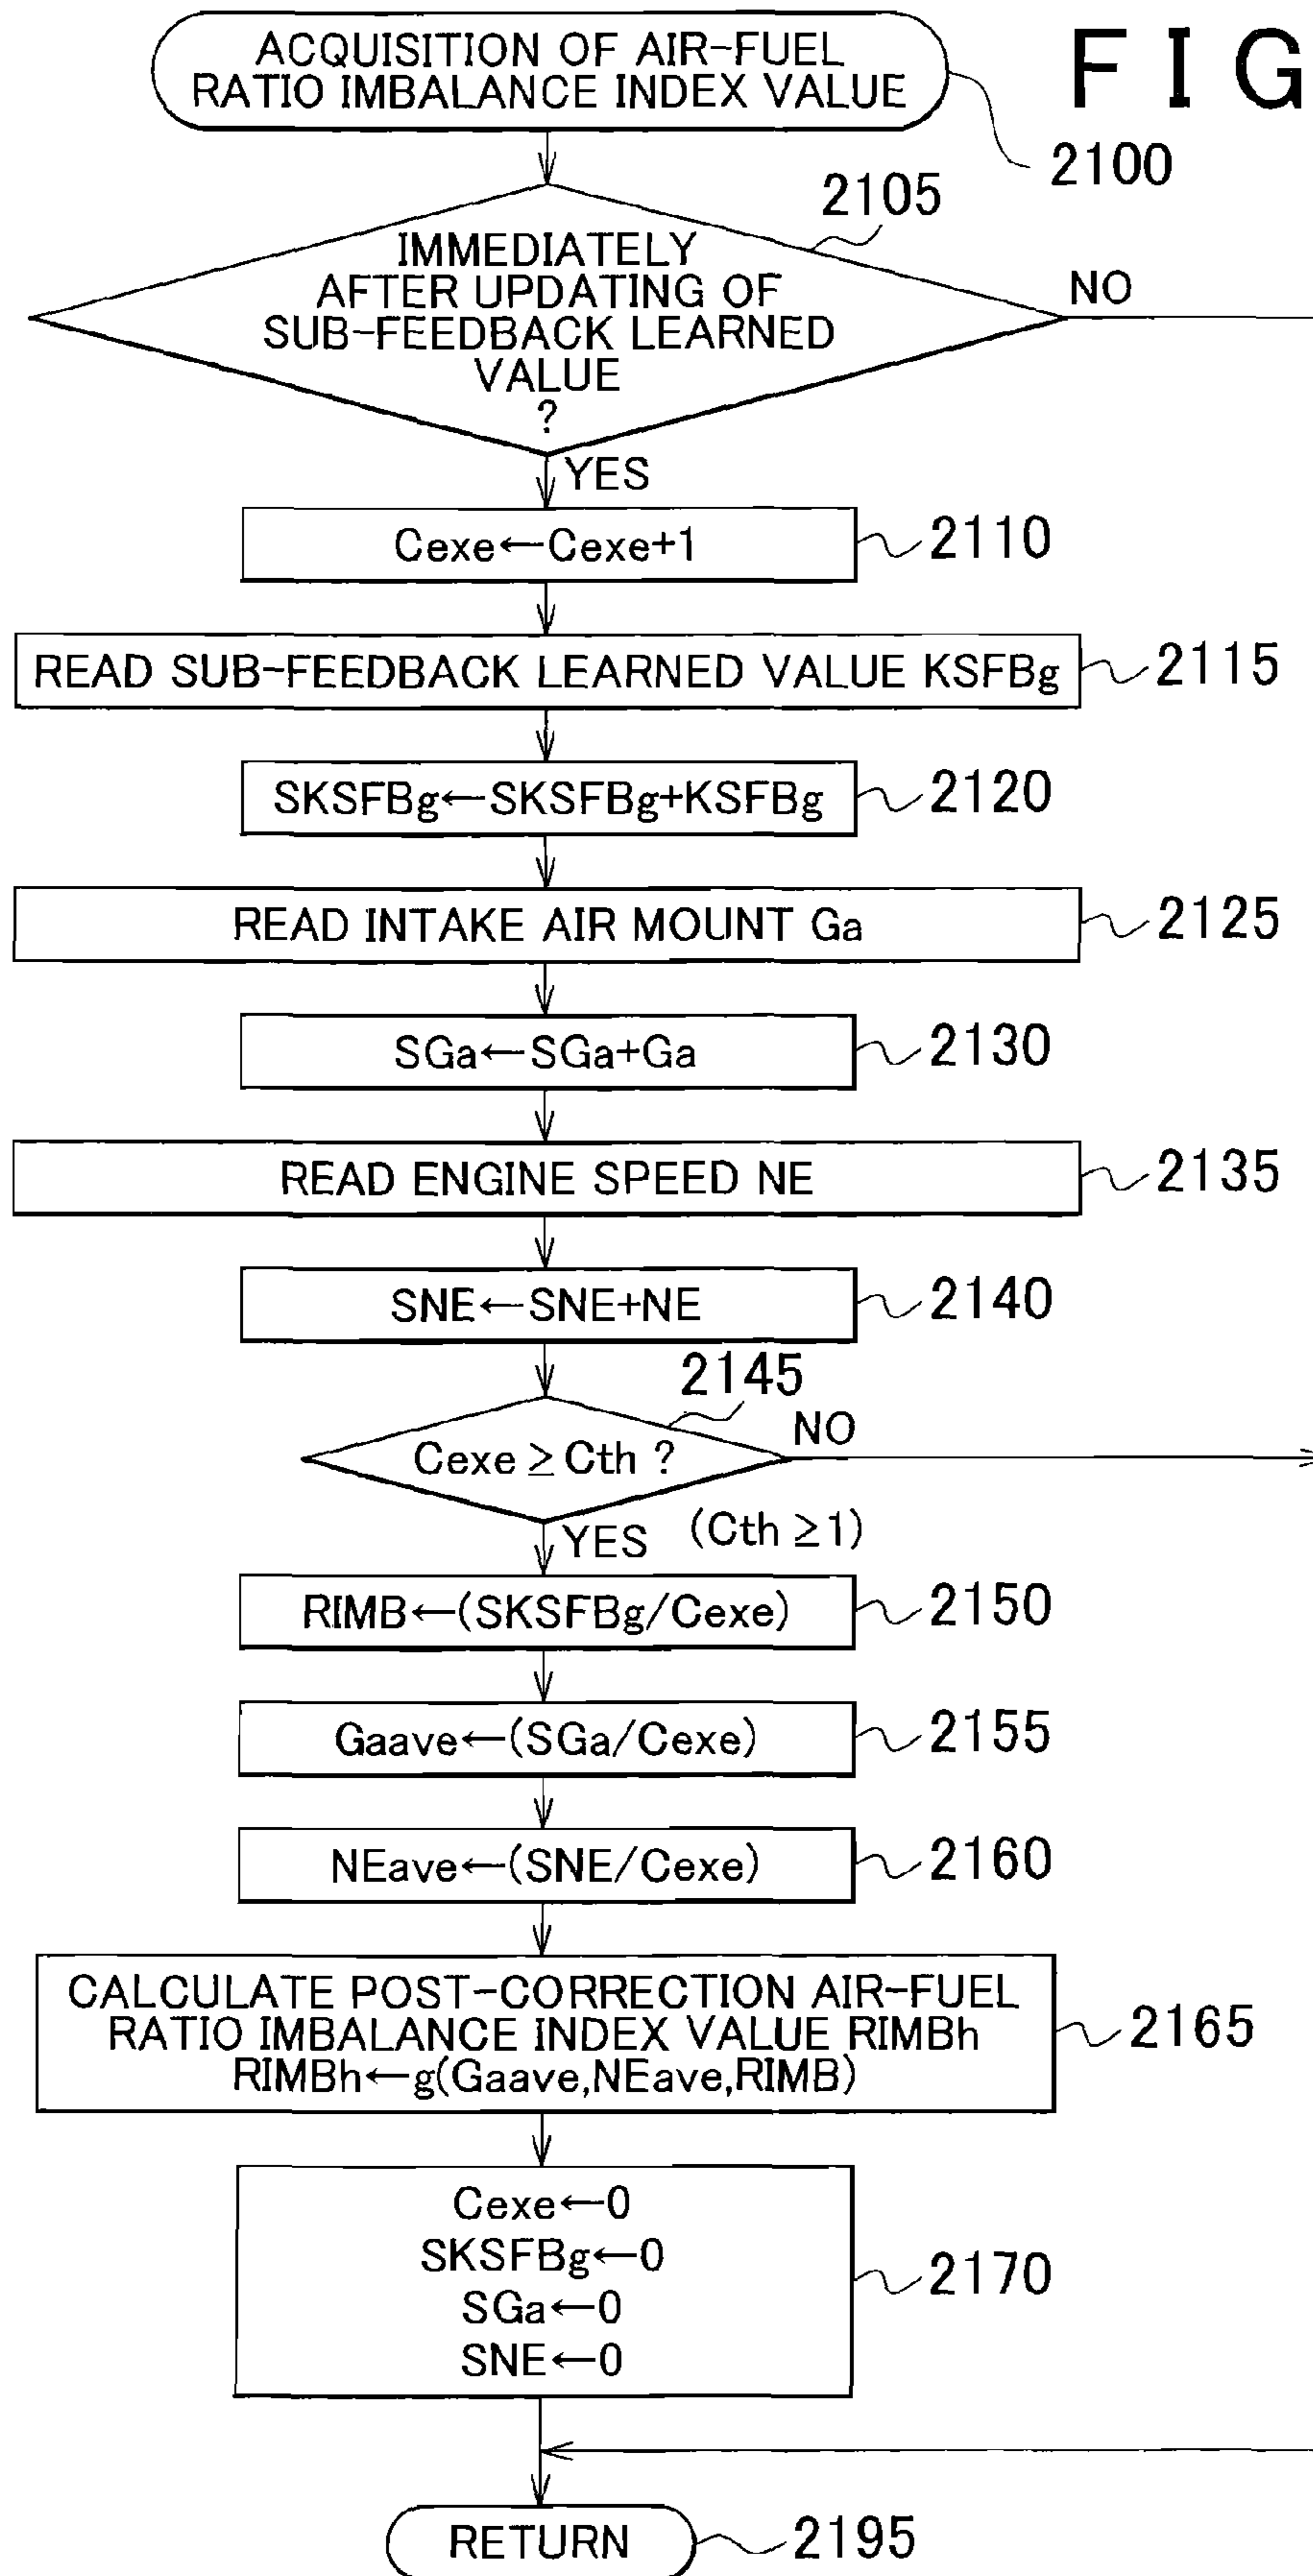 ACQUISITION OF AIR-FUEL
RATIO IMBALANCE INDEX VALUE
FIG
2100
2105
IMMEDIATELY
AFTER UPDATING OF
SUB-FEEDBACK LEARNED
VALUE
?
NO
YES
Cexe←Cexe+1
2110
READ SUB-FEEDBACK LEARNED VALUE KSFBg
2115
SKSFBg←SKSFBg+KSFBg
2120
READ INTAKE AIR MOUNT Ga
2125
SGa←SGa+Ga
2130
READ ENGINE SPEED NE
2135
SNE←SNE+NE
2140
2145
Cexe ≥ Cth ?
NO
YES (Cth ≥1)
RIMB←(SKSFBg/Cexe)
2150
Gaave←(SGa/Cexe)
2155
NEave←(SNE/Cexe)
2160
CALCULATE POST-CORRECTION AIR-FUEL
RATIO IMBALANCE INDEX VALUE RIMBh
RIMBh←g(Gaave,NEave,RIMB)
2165
Cexe←0
SKSFBg←0
SGa←0
SNE←0
2170
RETURN
2195